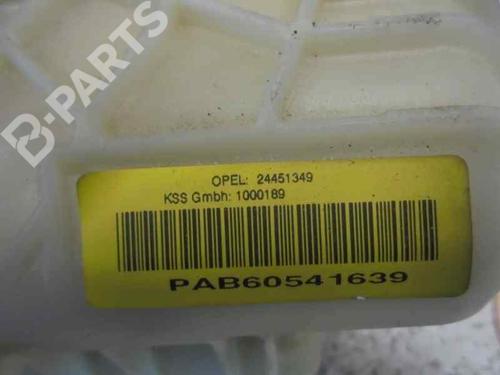 B-PARTS
OPEL: 24451349
KSS Gmbh: 1000189
PAB60541639